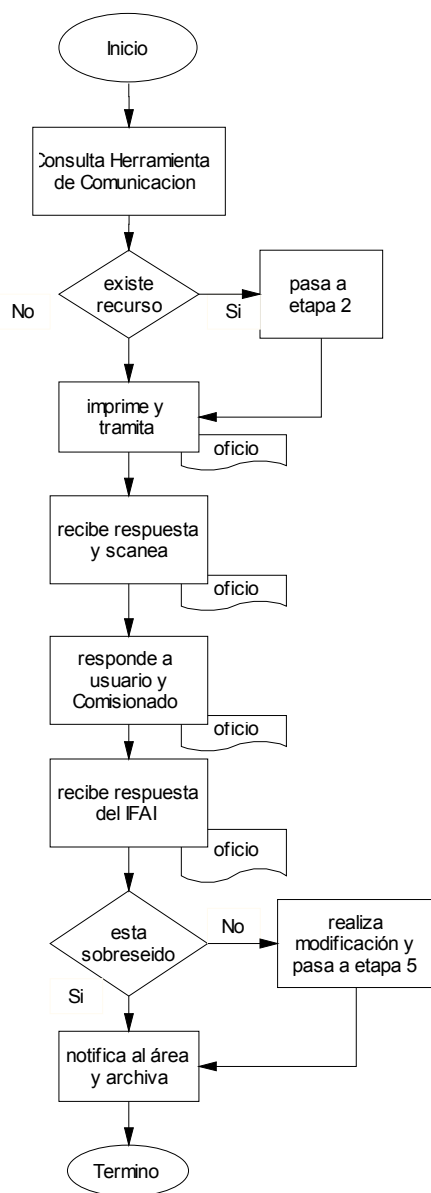 Inicio
Consulta Herramienta
de Comunicacion
existe
recurso
No
Si
pasa a
etapa 2
imprime y
tramita
oficio
recibe respuesta
y scanea
oficio
responde a
usuario y
Comisionado
oficio
recibe respuesta
del IFAI
oficio
esta
sobreseido
No
Si
realiza
modificación y
pasa a etapa 5
notifica al área
y archiva
Termino